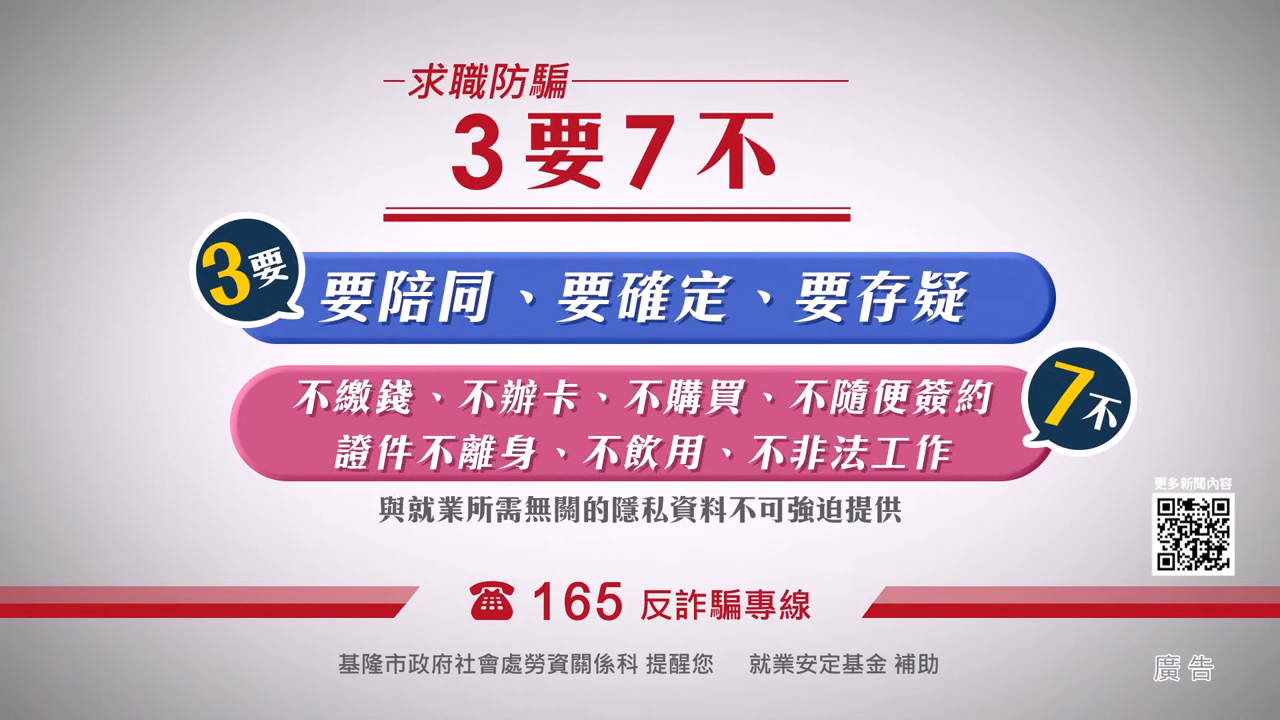 求職防騙
3要7不
3要
要陪同、要確定、要存疑
7不
不繳錢、不辦卡、不購買、不隨便簽約
證件不離身、不飲用、不非法工作
與就業所需無關的隱私資料不可強迫提供
更多新聞內容
165 反詐騙專線
基隆市政府社會處勞資關係科 提醒您 就業安定基金 補助
廣告